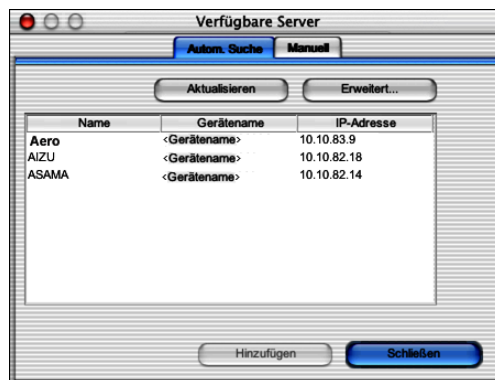 Verfügbare Server
Autom. Suche Manuell
Aktualisieren Erweitert...
Name Gerätename IP-Adresse
Aero <Gerätename> 10.10.83.9
AIZU <Gerätename> 10.10.82.18
ASAMA <Gerätename> 10.10.82.14
Hinzufügen Schließen